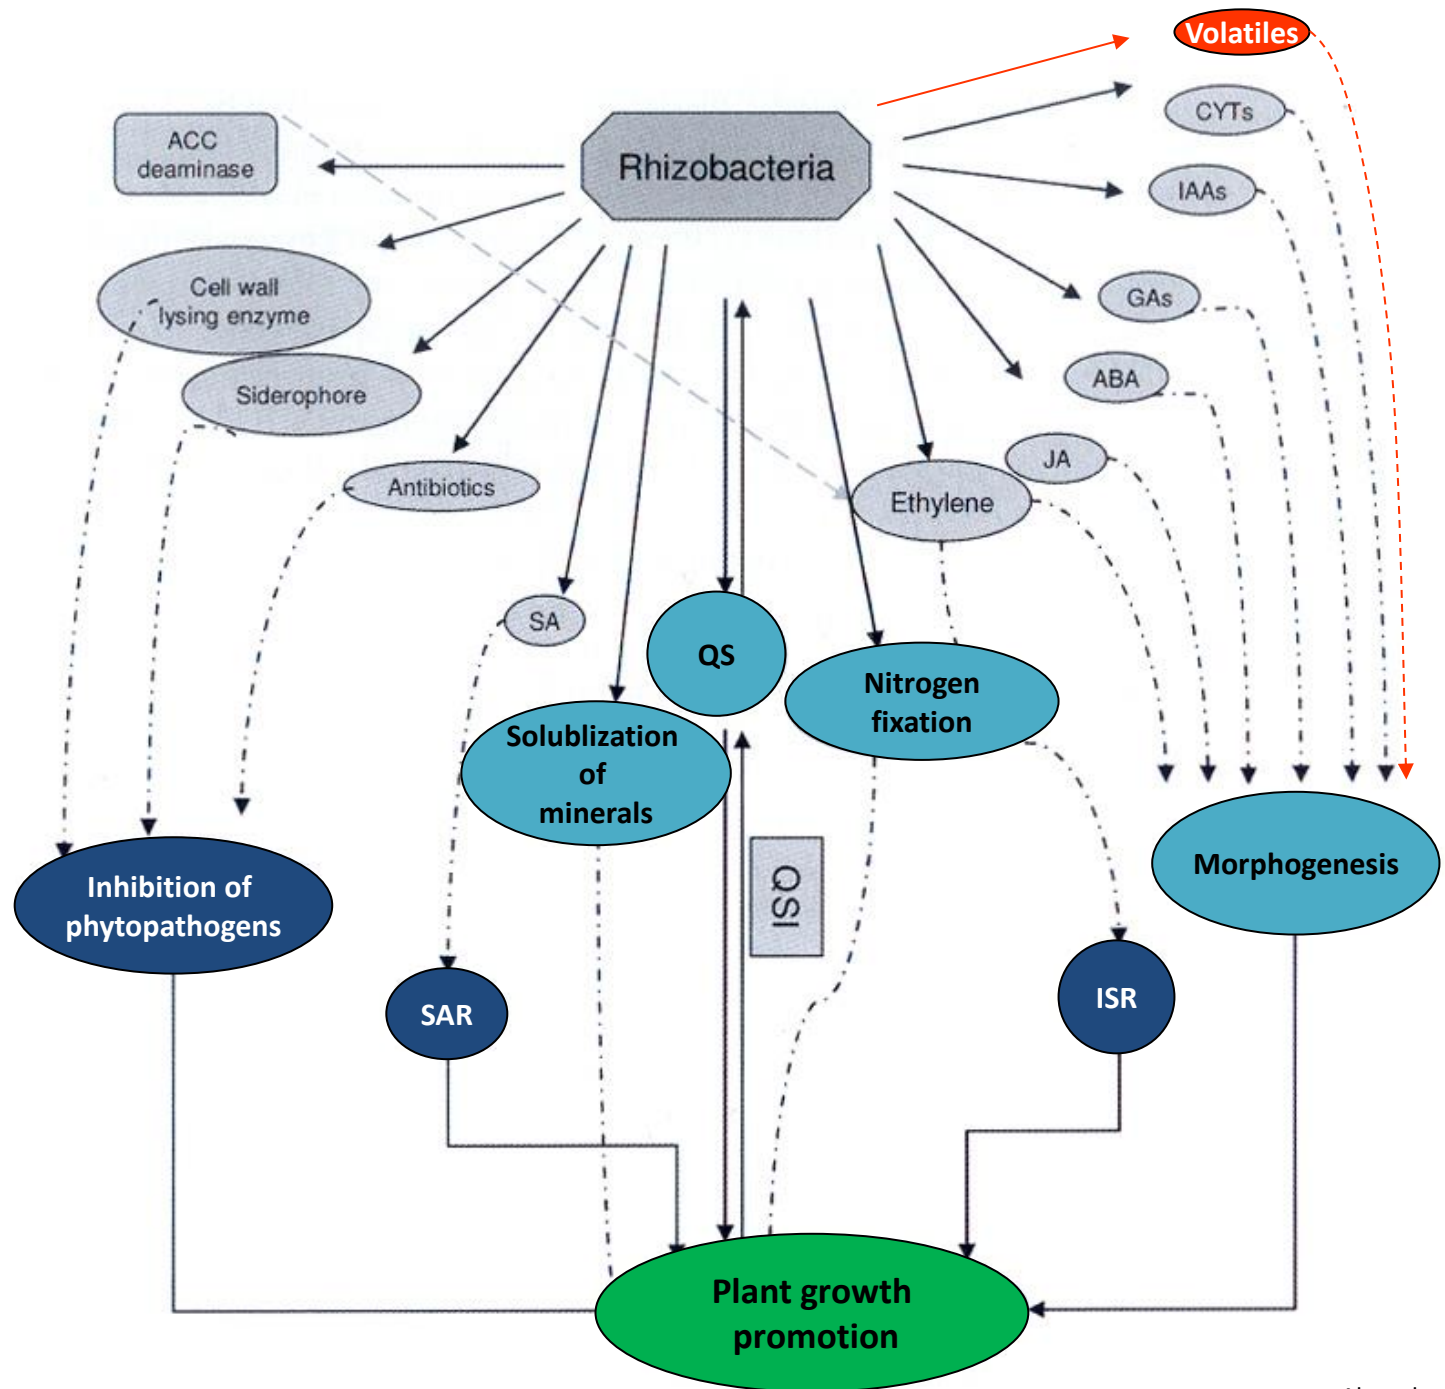 Volatiles
CYTs
ACC
deaminase
Rhizobacteria
IAAs
Cell wall
lysing enzyme
GAs
Siderophore
ABA
JA
Antibiotics
Ethylene
SA
QS
Nitrogen
fixation
Solublization
of
minerals
Inhibition of
phytopathogens
QSI
Morphogenesis
SAR
ISR
Plant growth
promotion